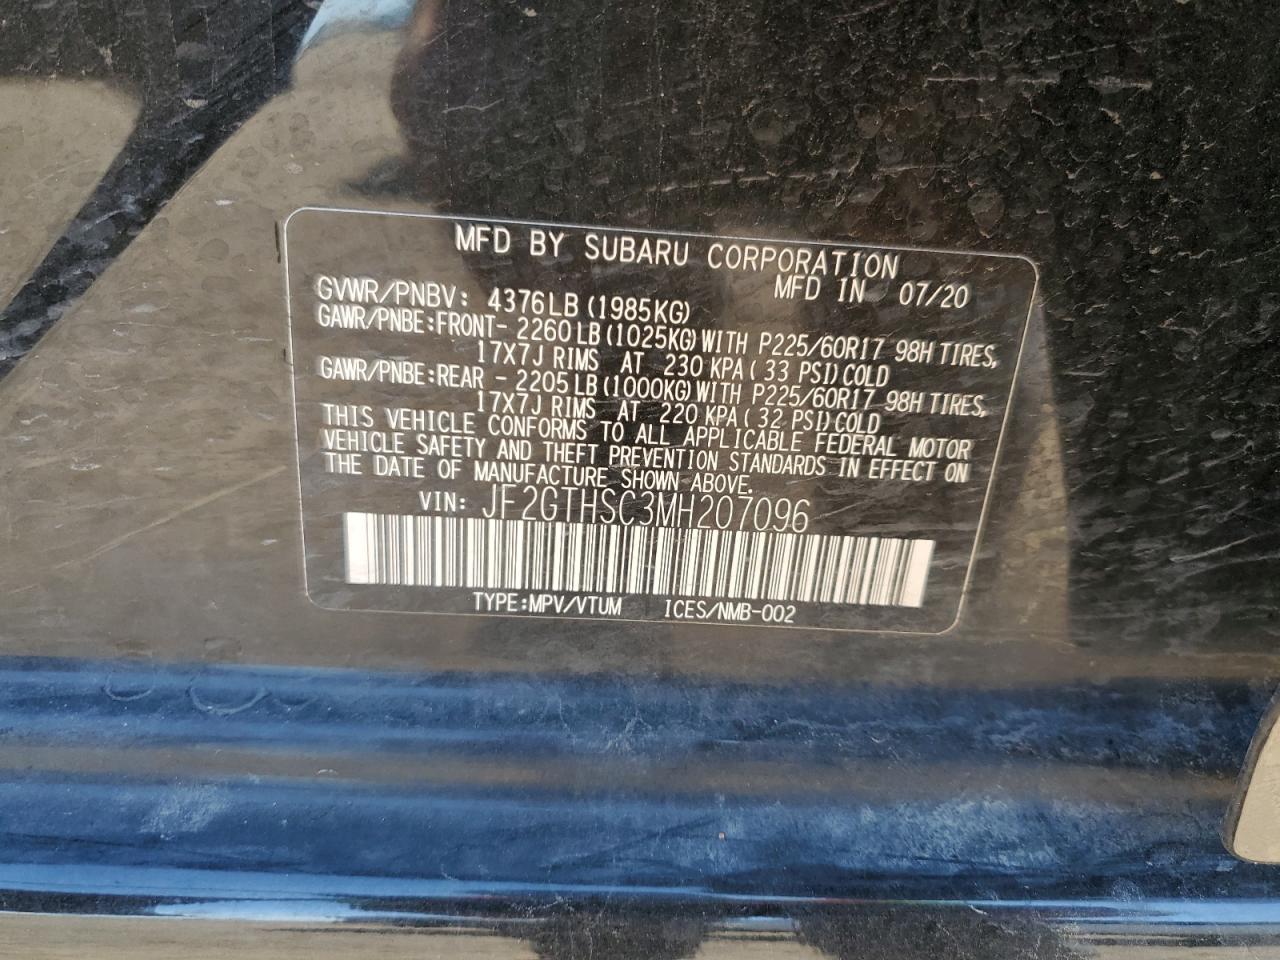 MFD BY SUBARU CORPORATION
MFD IN 07/20
GVWR/PNBV: 4376LB (1985KG)
GAWR/PNBE:FRONT- 2260LB (1025KG) WITH P225/60R17 98H TIRES,
17X7J RIMS AT 230 KPA( 33 PSI) COLD
GAWR/PNBE:REAR - 2205LB (1000KG) WITH P225/60R17 98H TIRES,
17X7J RIMS AT 220 KPA( 32 PSI) COLD
THIS VEHICLE CONFORMS TO ALL APPLICABLE FEDERAL MOTOR
VEHICLE SAFETY AND THEFT PREVENTION STANDARDS IN EFFECT ON
THE DATE OF MANUFACTURE SHOWN ABOVE.
VIN: JF2GTHSC3MH207096
TYPE:MPV/VTUM ICES/NMB-002